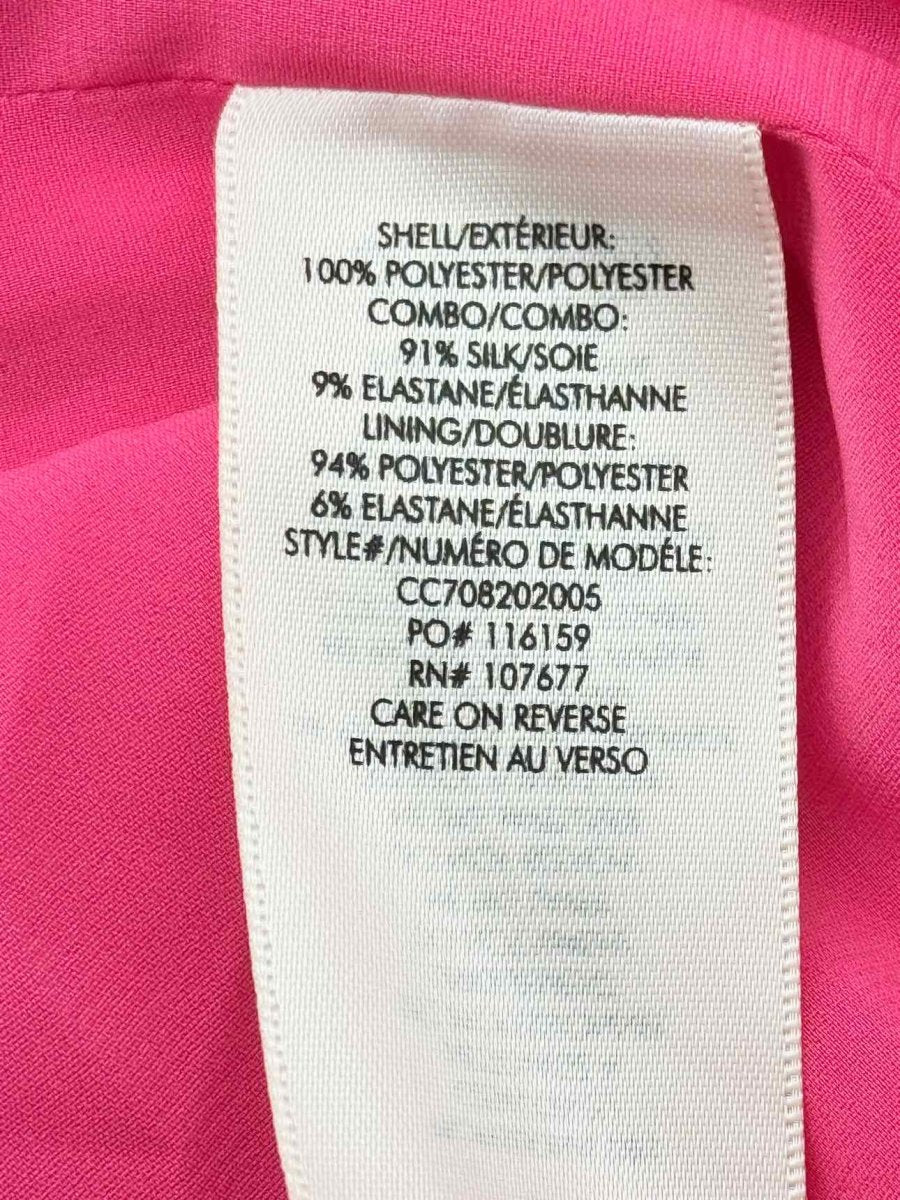 SHELL/EXTÉRIEUR:
100% POLYESTER/POLYESTER
COMBO/COMBO:
91% SILK/SOIE
9% ELASTANE/ÉLASTHANNE
LINING/DOUBLURE:
94% POLYESTER/POLYESTER
6% ELASTANE/ÉLASTHANNE
STYLE#/NUMÉRO DE MODÉLE:
CC708202005
PO# 116159
RN# 107677
CARE ON REVERSE
ENTRETIEN AU VERSO